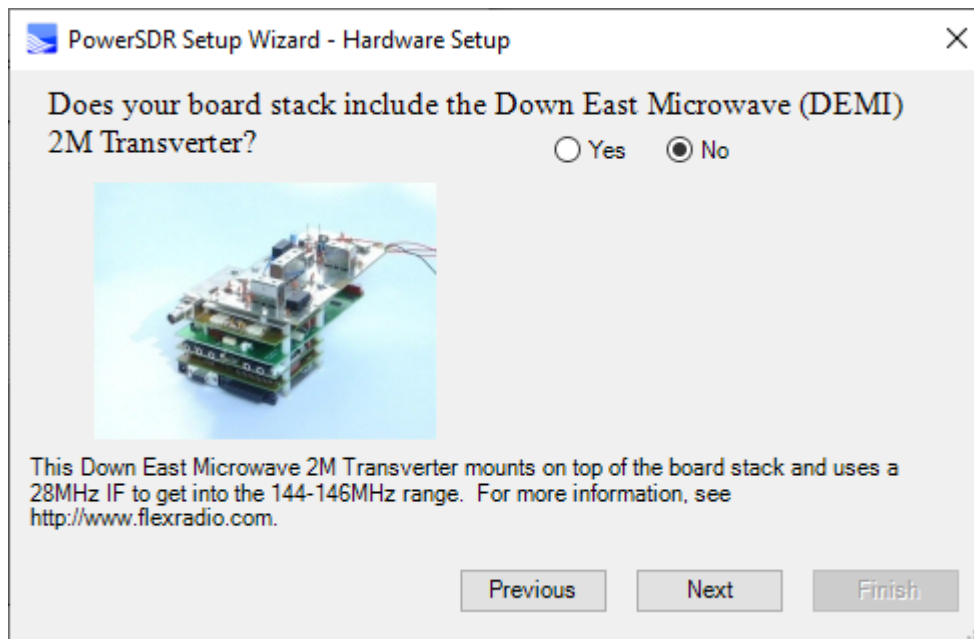 PowerSDR Setup Wizard - Hardware Setup
Does your board stack include the Down East Microwave (DEMI)
2M Transverter?
Yes
No
This Down East Microwave 2M Transverter mounts on top of the board stack and uses a
28MHz IF to get into the 144-146MHz range.  For more information, see
http://www.flexradio.com.
Previous
Next
Finish